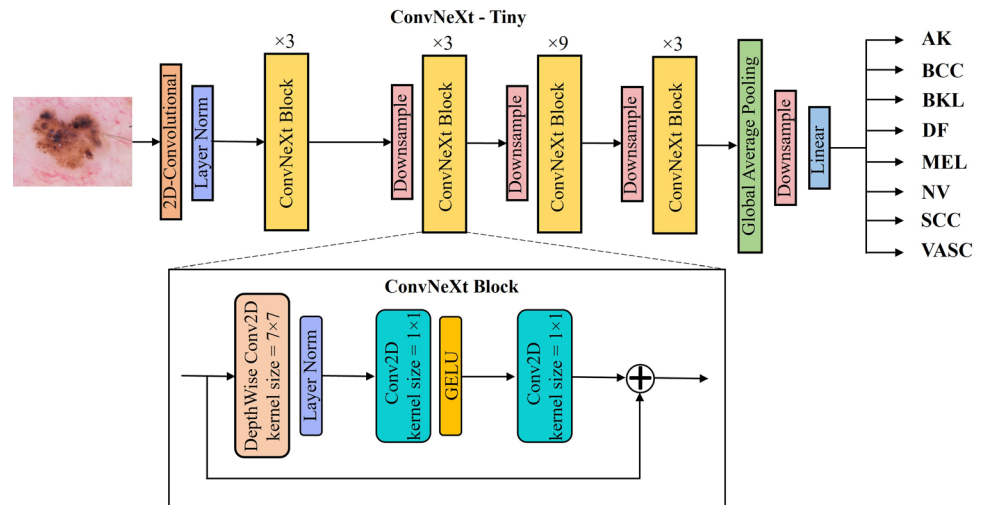 ConvNeXt - Tiny
2D-Convolutional
Layer Norm
×3
ConvNeXt Block
Downsample
×3
ConvNeXt Block
Downsample
×9
ConvNeXt Block
Downsample
×3
ConvNeXt Block
Global Average Pooling
Downsample
Linear
AK
BCC
BKL
DF
MEL
NV
SCC
VASC
ConvNeXt Block
DepthWise Conv2D
kernel size = 7×7
Layer Norm
Conv2D
kernel size = 1×1
GELU
Conv2D
kernel size = 1×1